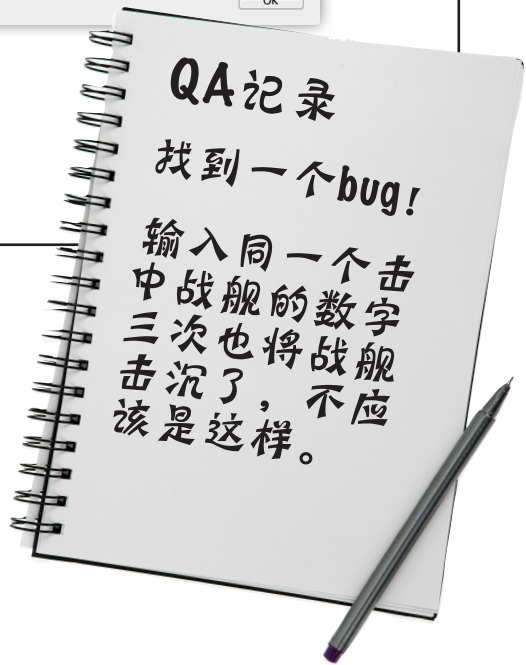 OK
QA记录
找到一个bug!
输入同一个击
中战舰的数字
三次也将战舰
击沉了，不应
该是这样。